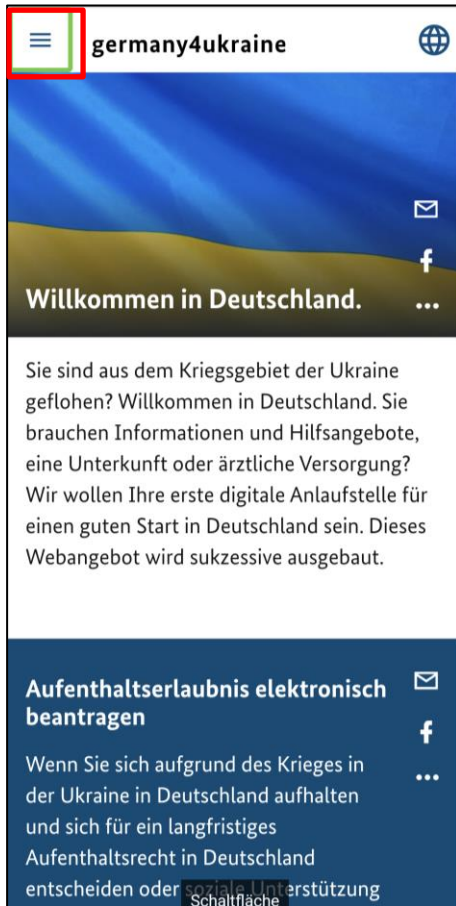 germany4ukraine
Willkommen in Deutschland.
Sie sind aus dem Kriegsgebiet der Ukraine
geflohen? Willkommen in Deutschland. Sie
brauchen Informationen und Hilfsangebote,
eine Unterkunft oder ärztliche Versorgung?
Wir wollen Ihre erste digitale Anlaufstelle für
einen guten Start in Deutschland sein. Dieses
Webangebot wird sukzessive ausgebaut.
Aufenthaltserlaubnis elektronisch
beantragen
Wenn Sie sich aufgrund des Krieges in
der Ukraine in Deutschland aufhalten
und sich für ein langfristiges
Aufenthaltsrecht in Deutschland
entscheiden oder soziale Unterstützung
Schaltfläche